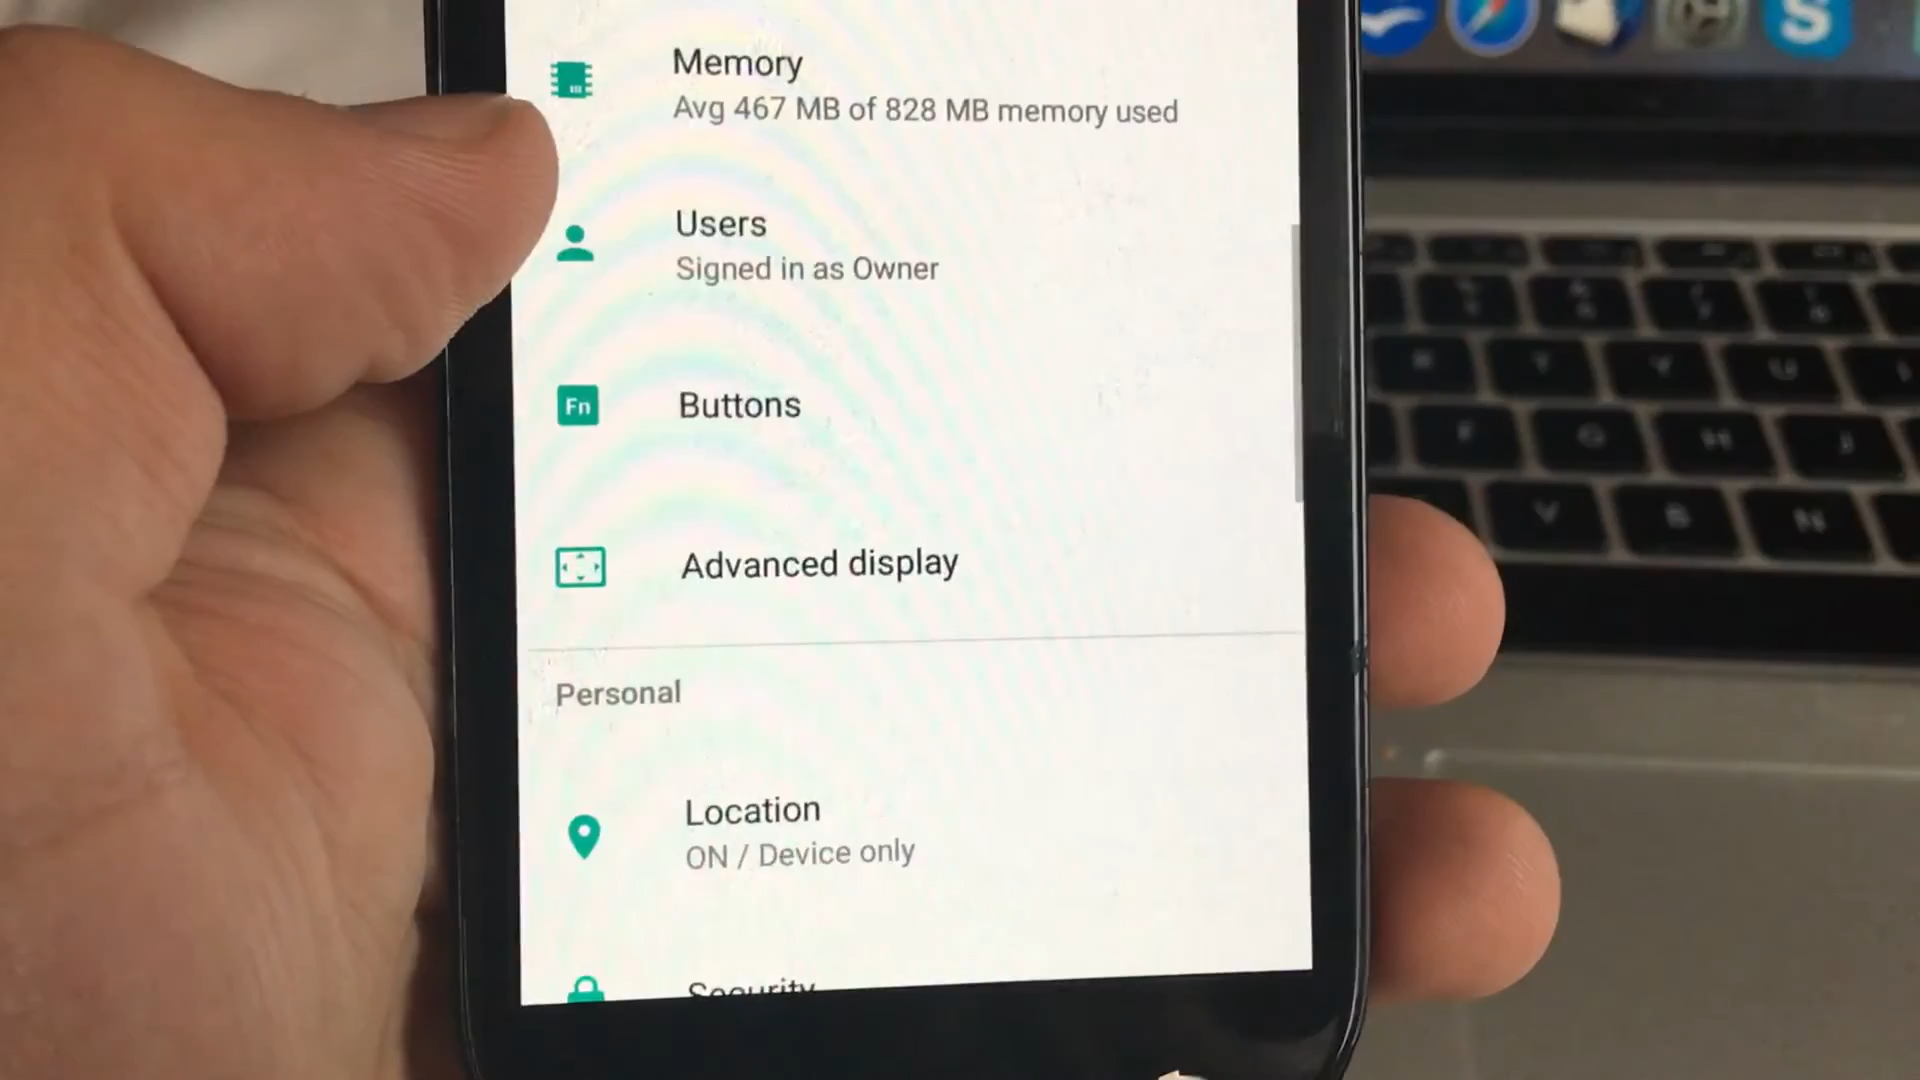 Memory
Avg 467 MB of 828 MB memory used
Users
Signed in as Owner
Fn
Buttons
Advanced display
Personal
Location
ON / Device only
Security
S
R T Y U
F G H J
V B N